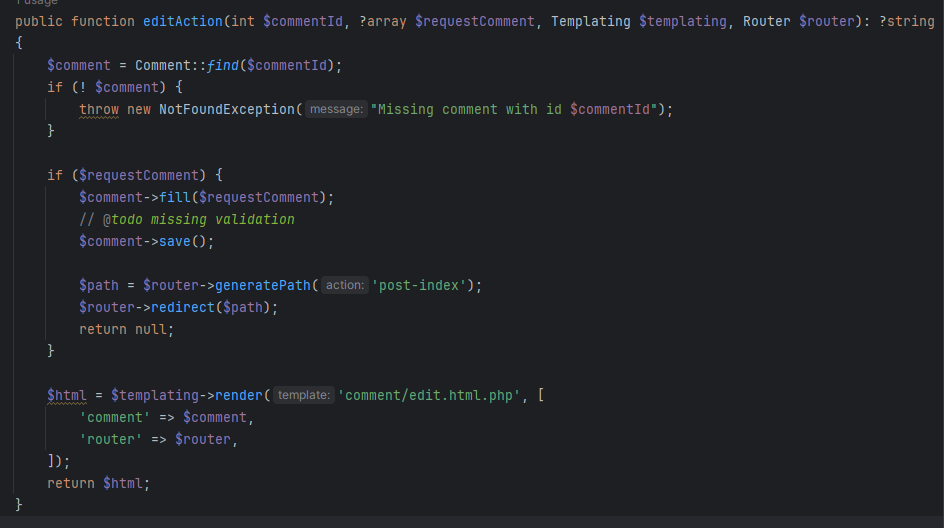 1 usage
public function editAction(int $commentId, ?array $requestComment, Templating $templating, Router $router): ?string
{
    $comment = Comment::find($commentId);
    if (! $comment) {
        throw new NotFoundException( message: "Missing comment with id $commentId");
    }

    if ($requestComment) {
        $comment->fill($requestComment);
        // @todo missing validation
        $comment->save();

        $path = $router->generatePath( action: 'post-index');
        $router->redirect($path);
        return null;
    }

    $html = $templating->render( template: 'comment/edit.html.php', [
        'comment' => $comment,
        'router' => $router,
    ]);
    return $html;
}